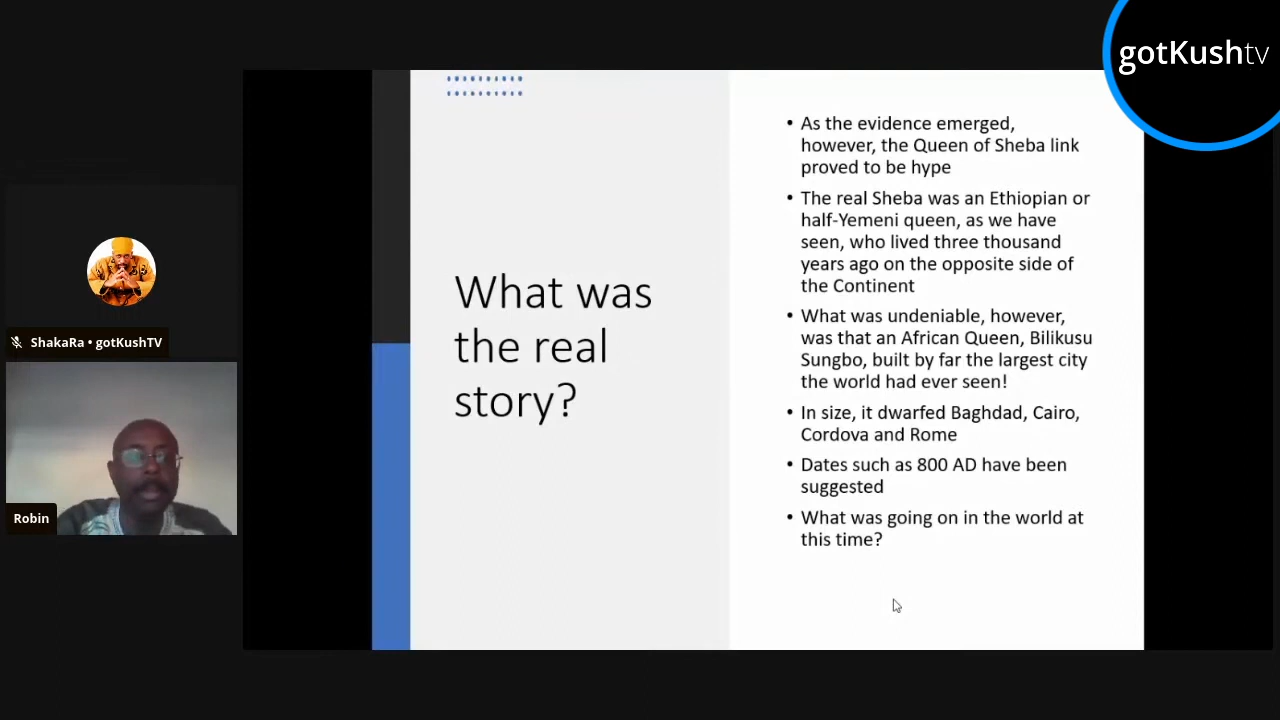 gotKushtv
What was
the real
story?
• As the evidence emerged,
however, the Queen of Sheba link
proved to be hype
• The real Sheba was an Ethiopian or
half-Yemeni queen, as we have
seen, who lived three thousand
years ago on the opposite side of
the Continent
• What was undeniable, however,
was that an African Queen, Bilikusu
Sungbo, built by far the largest city
the world had ever seen!
• In size, it dwarfed Baghdad, Cairo,
Cordova and Rome
• Dates such as 800 AD have been
suggested
• What was going on in the world at
this time?
ShakaRa • gotKushTV
Robin